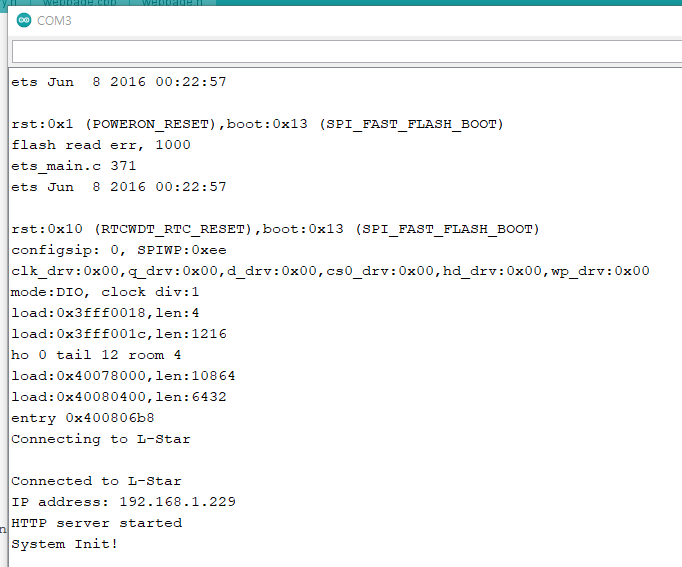 webpage.cpp webpage.h
COM3
ets Jun  8 2016 00:22:57
rst:0x1 (POWERON_RESET),boot:0x13 (SPI_FAST_FLASH_BOOT)
flash read err, 1000
ets_main.c 371
ets Jun  8 2016 00:22:57
rst:0x10 (RTCWDT_RTC_RESET),boot:0x13 (SPI_FAST_FLASH_BOOT)
configsip: 0, SPIWP:0xee
clk_drv:0x00,q_drv:0x00,d_drv:0x00,cs0_drv:0x00,hd_drv:0x00,wp_drv:0x00
mode:DIO, clock div:1
load:0x3fff0018,len:4
load:0x3fff001c,len:1216
ho 0 tail 12 room 4
load:0x40078000,len:10864
load:0x40080400,len:6432
entry 0x400806b8
Connecting to L-Star
Connected to L-Star
IP address: 192.168.1.229
HTTP server started
System Init!